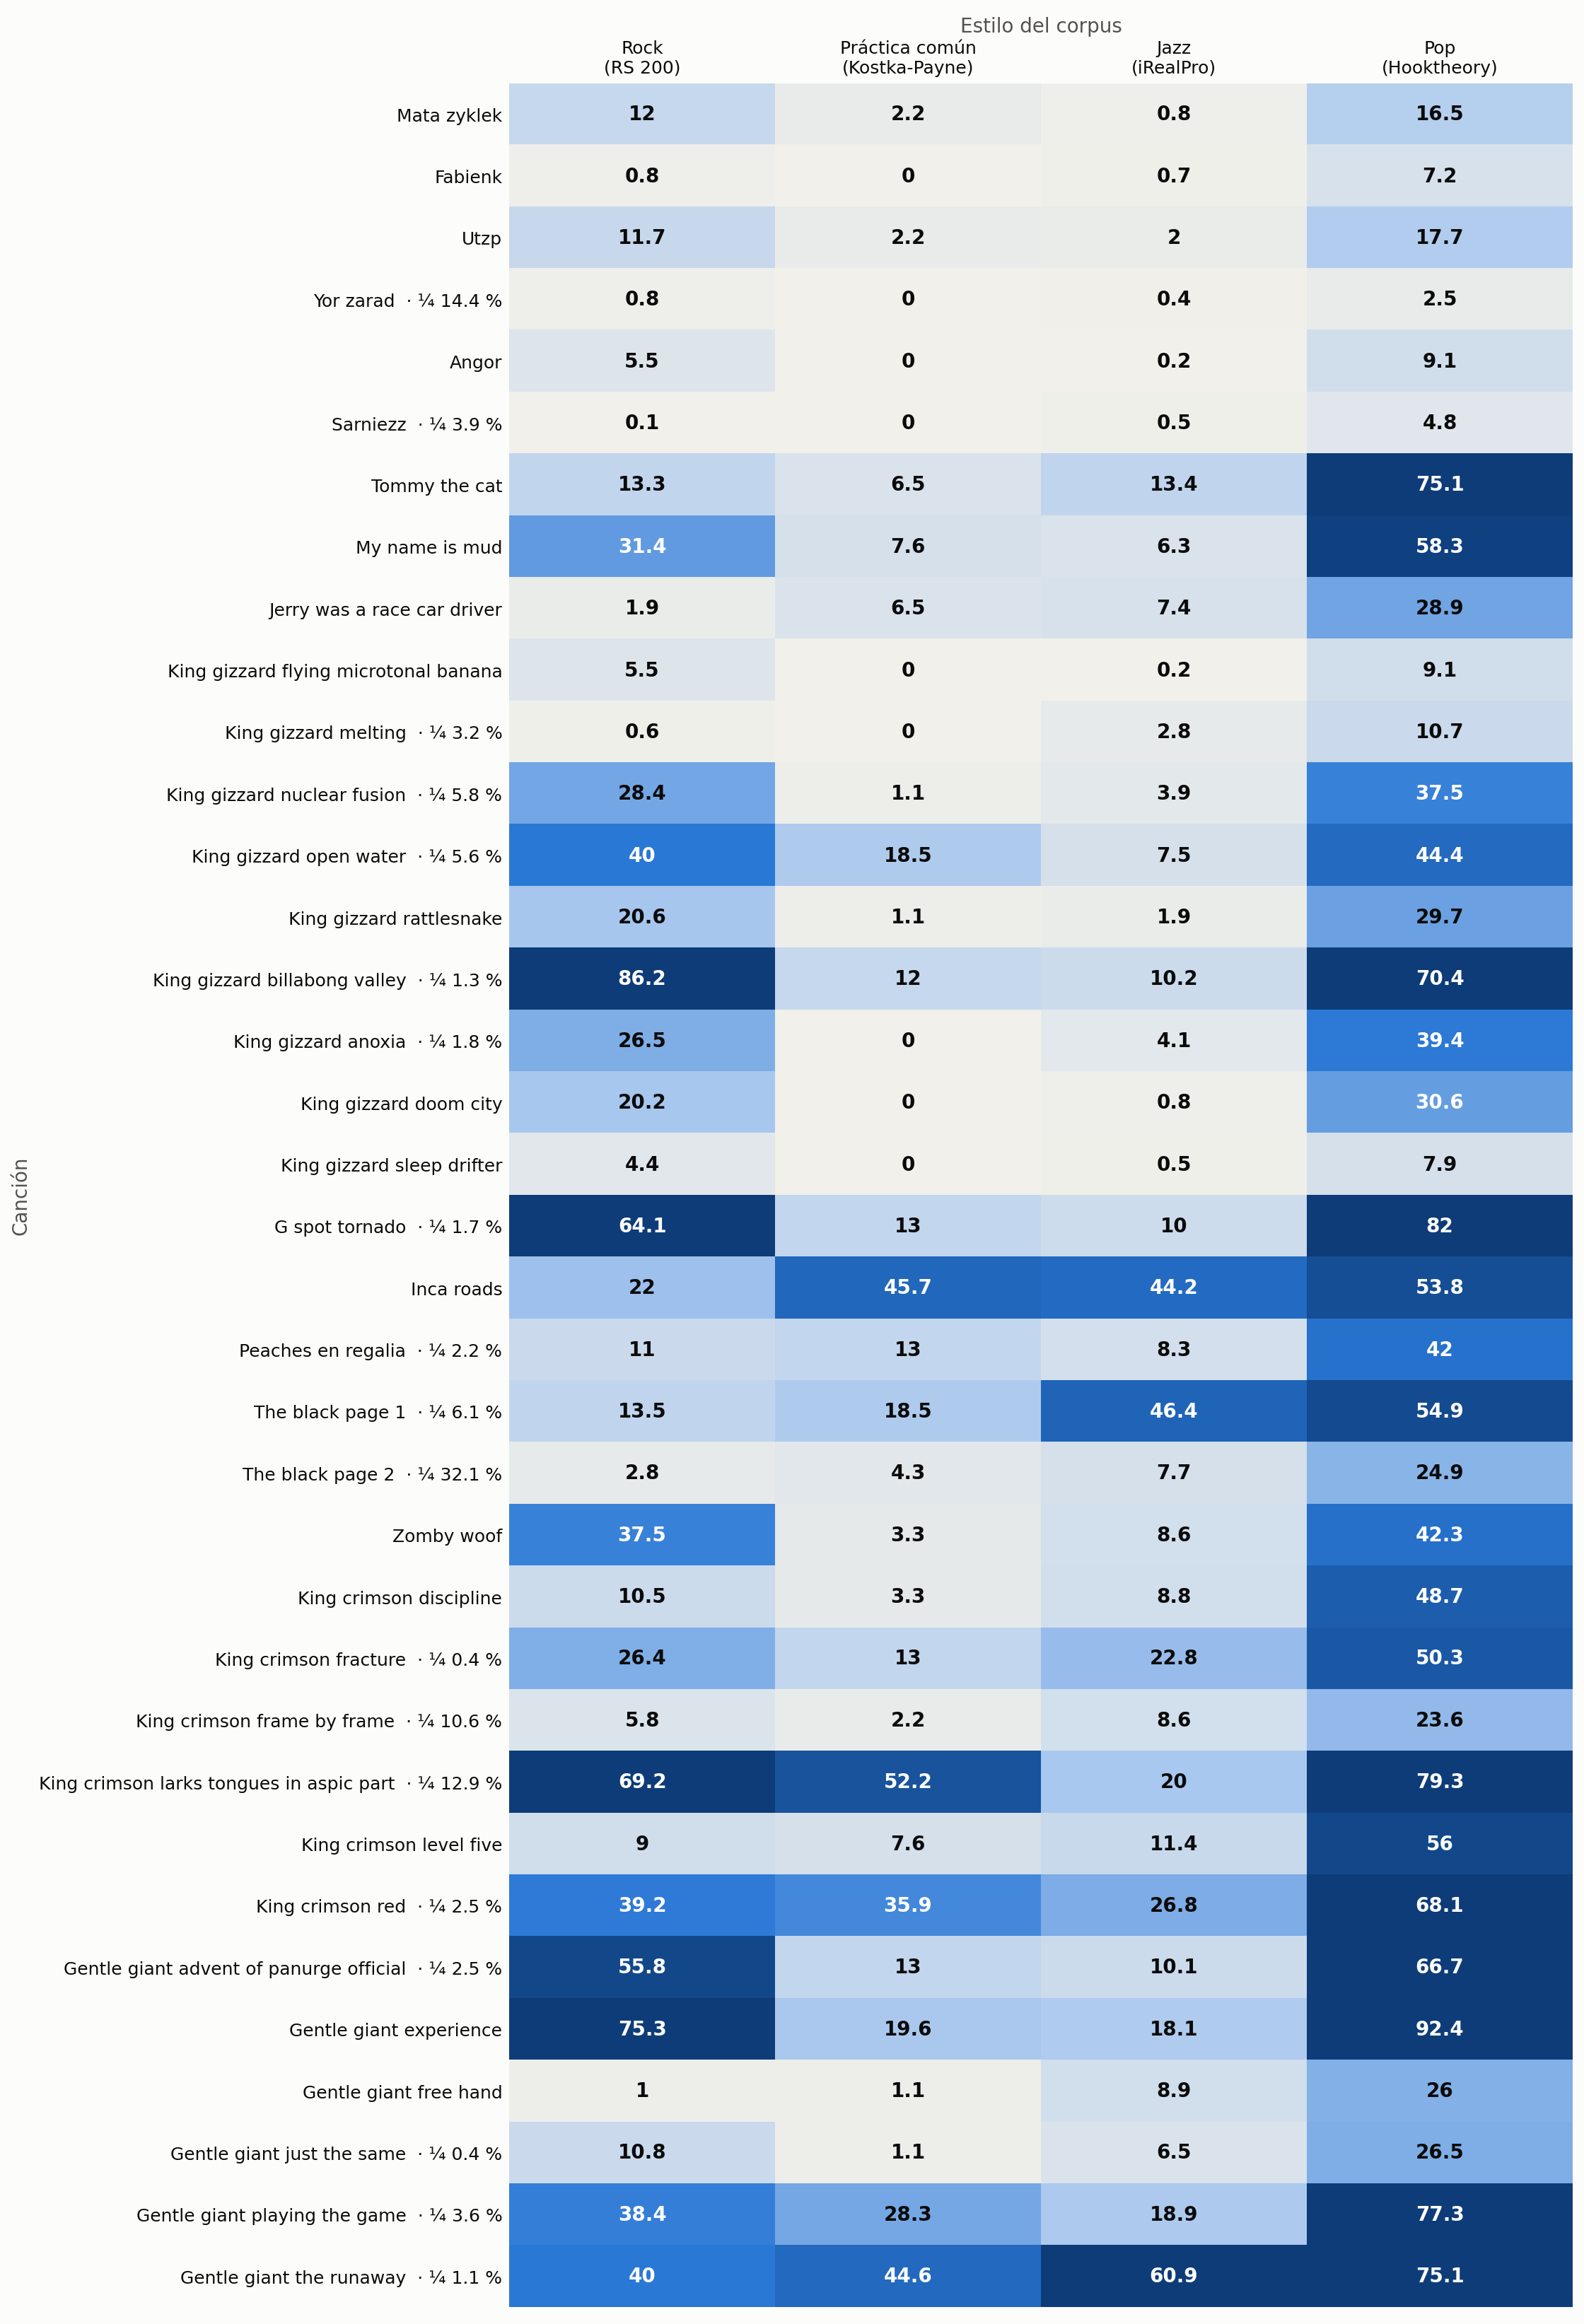 Estilo del corpus
Rock Práctica común Jazz Pop
(RS 200) (Kostka-Payne) (iRealPro) (Hooktheory)
Canción
Mata zyklek 12 2.2 0.8 16.5
Fabienk 0.8 0 0.7 7.2
Utzp 11.7 2.2 2 17.7
Yor zarad · ¼ 14.4 % 0.8 0 0.4 2.5
Angor 5.5 0 0.2 9.1
Sarniezz · ¼ 3.9 % 0.1 0 0.5 4.8
Tommy the cat 13.3 6.5 13.4 75.1
My name is mud 31.4 7.6 6.3 58.3
Jerry was a race car driver 1.9 6.5 7.4 28.9
King gizzard flying microtonal banana 5.5 0 0.2 9.1
King gizzard melting · ¼ 3.2 % 0.6 0 2.8 10.7
King gizzard nuclear fusion · ¼ 5.8 % 28.4 1.1 3.9 37.5
King gizzard open water · ¼ 5.6 % 40 18.5 7.5 44.4
King gizzard rattlesnake 20.6 1.1 1.9 29.7
King gizzard billabong valley · ¼ 1.3 % 86.2 12 10.2 70.4
King gizzard anoxia · ¼ 1.8 % 26.5 0 4.1 39.4
King gizzard doom city 20.2 0 0.8 30.6
King gizzard sleep drifter 4.4 0 0.5 7.9
G spot tornado · ¼ 1.7 % 64.1 13 10 82
Inca roads 22 45.7 44.2 53.8
Peaches en regalia · ¼ 2.2 % 11 13 8.3 42
The black page 1 · ¼ 6.1 % 13.5 18.5 46.4 54.9
The black page 2 · ¼ 32.1 % 2.8 4.3 7.7 24.9
Zomby woof 37.5 3.3 8.6 42.3
King crimson discipline 10.5 3.3 8.8 48.7
King crimson fracture · ¼ 0.4 % 26.4 13 22.8 50.3
King crimson frame by frame · ¼ 10.6 % 5.8 2.2 8.6 23.6
King crimson larks tongues in aspic part · ¼ 12.9 % 69.2 52.2 20 79.3
King crimson level five 9 7.6 11.4 56
King crimson red · ¼ 2.5 % 39.2 35.9 26.8 68.1
Gentle giant advent of panurge official · ¼ 2.5 % 55.8 13 10.1 66.7
Gentle giant experience 75.3 19.6 18.1 92.4
Gentle giant free hand 1 1.1 8.9 26
Gentle giant just the same · ¼ 0.4 % 10.8 1.1 6.5 26.5
Gentle giant playing the game · ¼ 3.6 % 38.4 28.3 18.9 77.3
Gentle giant the runaway · ¼ 1.1 % 40 44.6 60.9 75.1